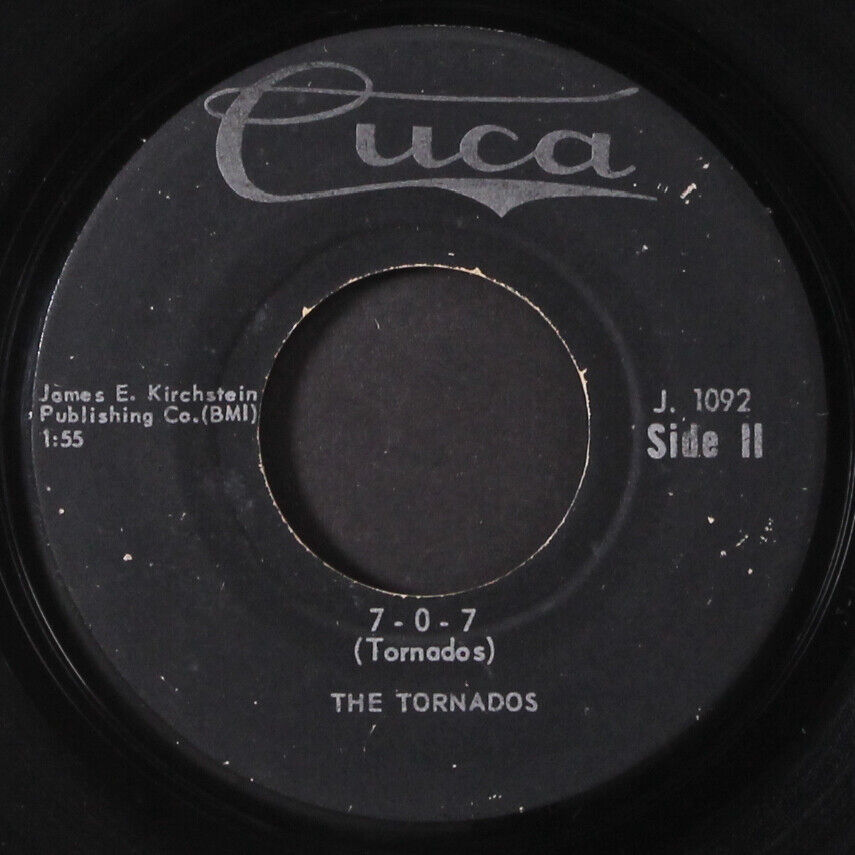 Cuca
James E. Kirchstein
Publishing Co.(BMI)
1:55
J. 1092
Side II
7 - 0 - 7
(Tornados)
THE TORNADOS